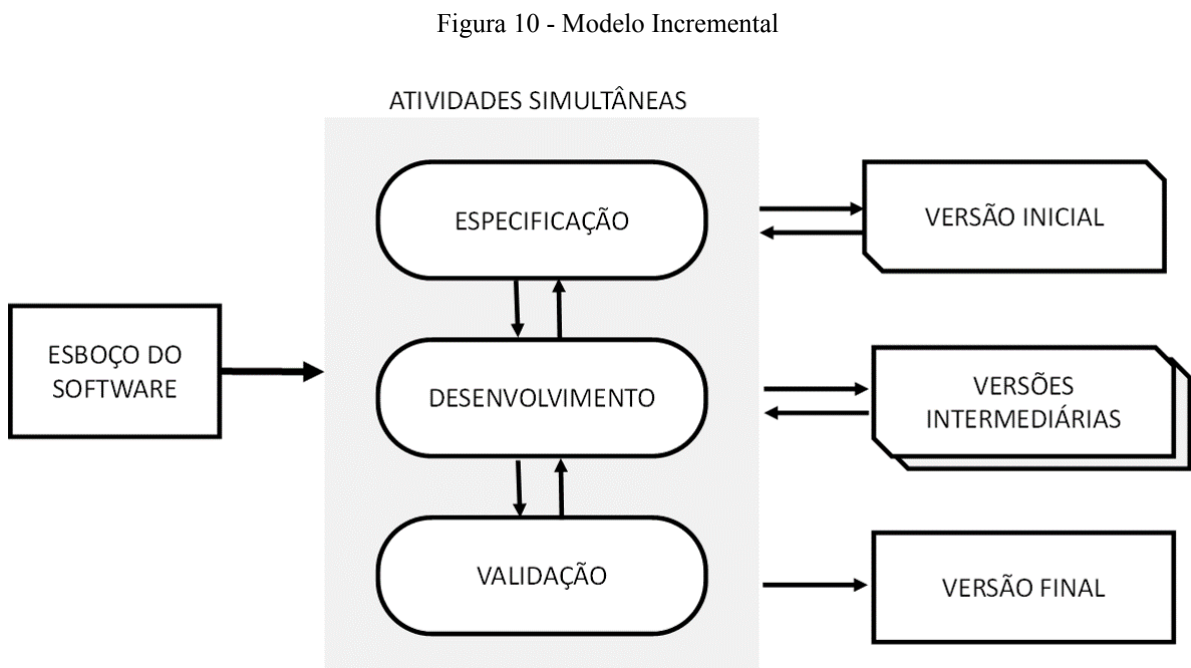 Figura 10 - Modelo Incremental
ATIVIDADES SIMULTÂNEAS
ESBOÇO DO
SOFTWARE
ESPECIFICAÇÃO
DESENVOLVIMENTO
VALIDAÇÃO
VERSÃO INICIAL
VERSÕES
INTERMEDIÁRIAS
VERSÃO FINAL